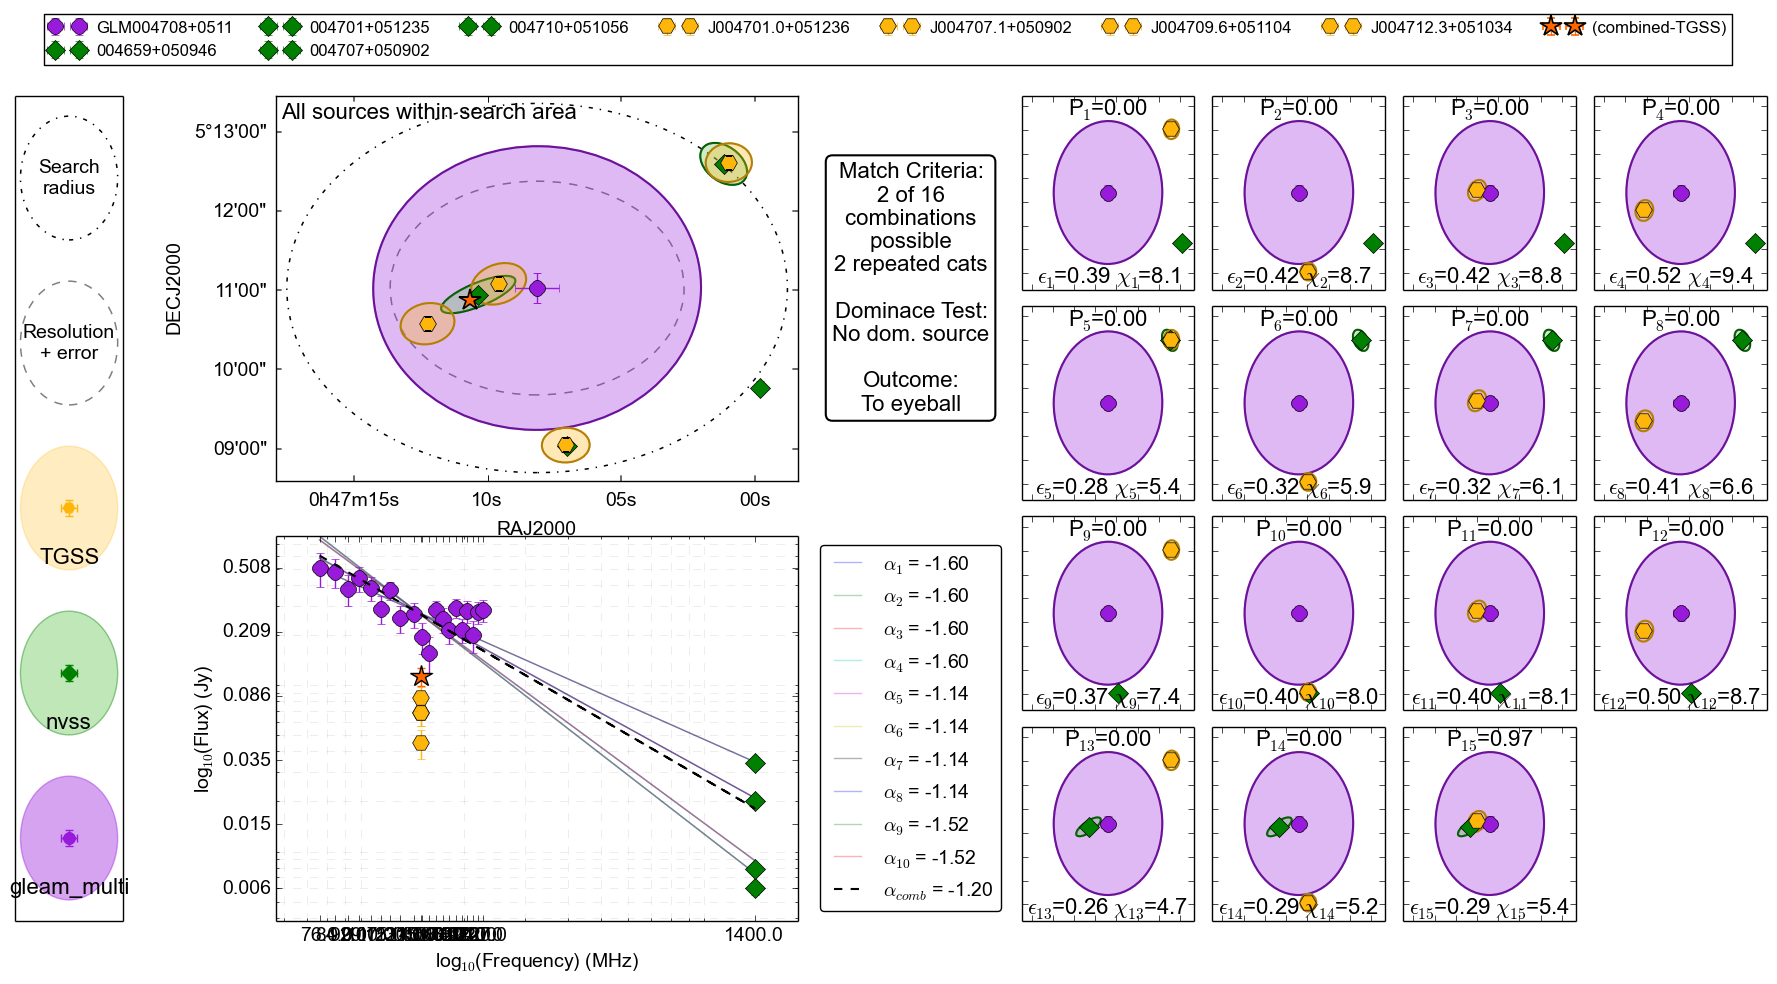 GLM004708+0511 004701+051235 004710+051056 J004701.0+051236 J004707.1+050902 J004709.6+051104 J004712.3+051034 (combined-TGSS)
004659+050946 004707+050902
Search
radius
Resolution
+ error
TGSS
nvss
gleam_multi
All sources within search area
5°13'00"
12'00"
11'00"
10'00"
09'00"
DECJ2000
0h47m15s 10s 05s 00s
RAJ2000
Match Criteria:
2 of 16
combinations
possible
2 repeated cats
Dominace Test:
No dom. source
Outcome:
To eyeball
0.508
0.209
0.086
0.035
0.015
0.006
log10(Flux) (Jy)
1400.0
log10(Frequency) (MHz)
α1 = -1.60
α2 = -1.60
α3 = -1.60
α4 = -1.60
α5 = -1.14
α6 = -1.14
α7 = -1.14
α8 = -1.14
α9 = -1.52
α10 = -1.52
αcomb = -1.20
P1=0.00 P2=0.00 P3=0.00 P4=0.00
ϵ1=0.39 χ1=8.1 ϵ2=0.42 χ2=8.7 ϵ3=0.42 χ3=8.8 ϵ4=0.52 χ4=9.4
P5=0.00 P6=0.00 P7=0.00 P8=0.00
ϵ5=0.28 χ5=5.4 ϵ6=0.32 χ6=5.9 ϵ7=0.32 χ7=6.1 ϵ8=0.41 χ8=6.6
P9=0.00 P10=0.00 P11=0.00 P12=0.00
ϵ9=0.37 χ9=7.4 ϵ10=0.40 χ10=8.0 ϵ11=0.40 χ11=8.1 ϵ12=0.50 χ12=8.7
P13=0.00 P14=0.00 P15=0.97
ϵ13=0.26 χ13=4.7 ϵ14=0.29 χ14=5.2 ϵ15=0.29 χ15=5.4